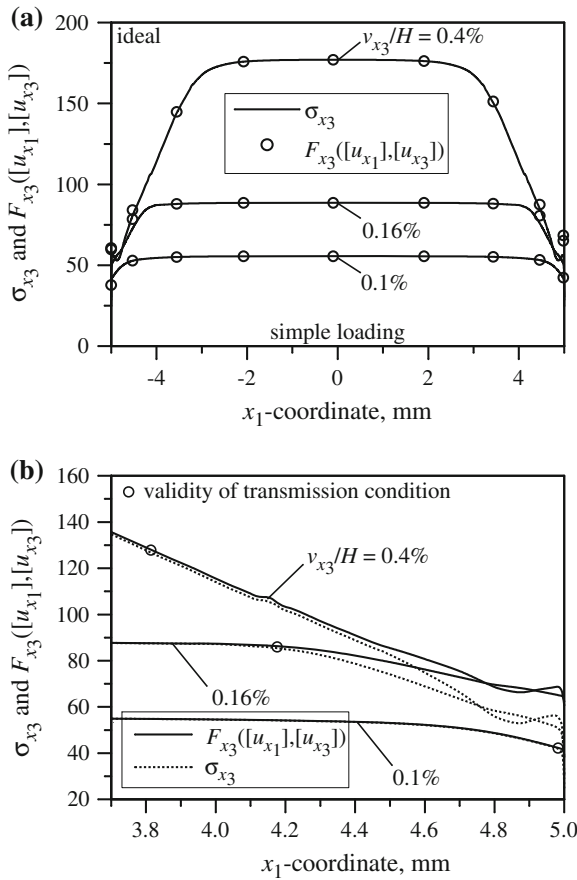 (a)
ideal
v_{x3}/H = 0.4%
σ_{x3}
F_{x3}([u_{x1}],[u_{x3}])
0.16%
0.1%
simple loading
σ_{x3} and F_{x3}([u_{x1}],[u_{x3}])
200
175
150
125
100
75
50
25
0
-4 -2 0 2 4
x_1-coordinate, mm
(b)
validity of transmission condition
v_{x3}/H = 0.4%
0.16%
F_{x3}([u_{x1}],[u_{x3}])
σ_{x3}
0.1%
σ_{x3} and F_{x3}([u_{x1}],[u_{x3}])
160
140
120
100
80
60
40
20
3.8 4.0 4.2 4.4 4.6 4.8 5.0
x_1-coordinate, mm